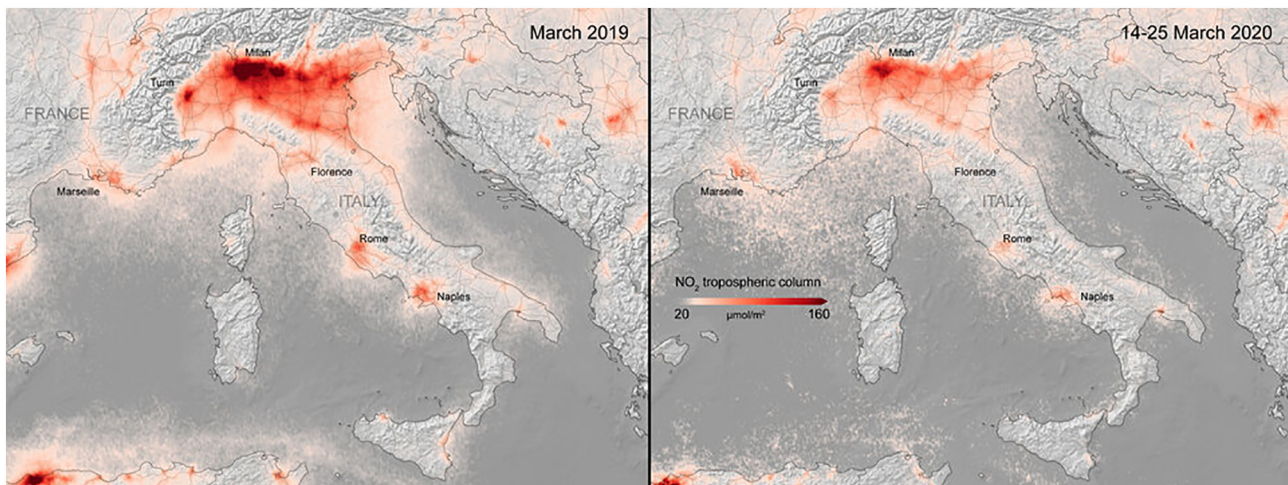 March 2019
Milan
Turin
FRANCE
Marseille
Florence
ITALY
Rome
Naples
14-25 March 2020
Milan
Turin
FRANCE
Marseille
Florence
ITALY
Rome
NO₂ tropospheric column
20 µmol/m² 160
Naples